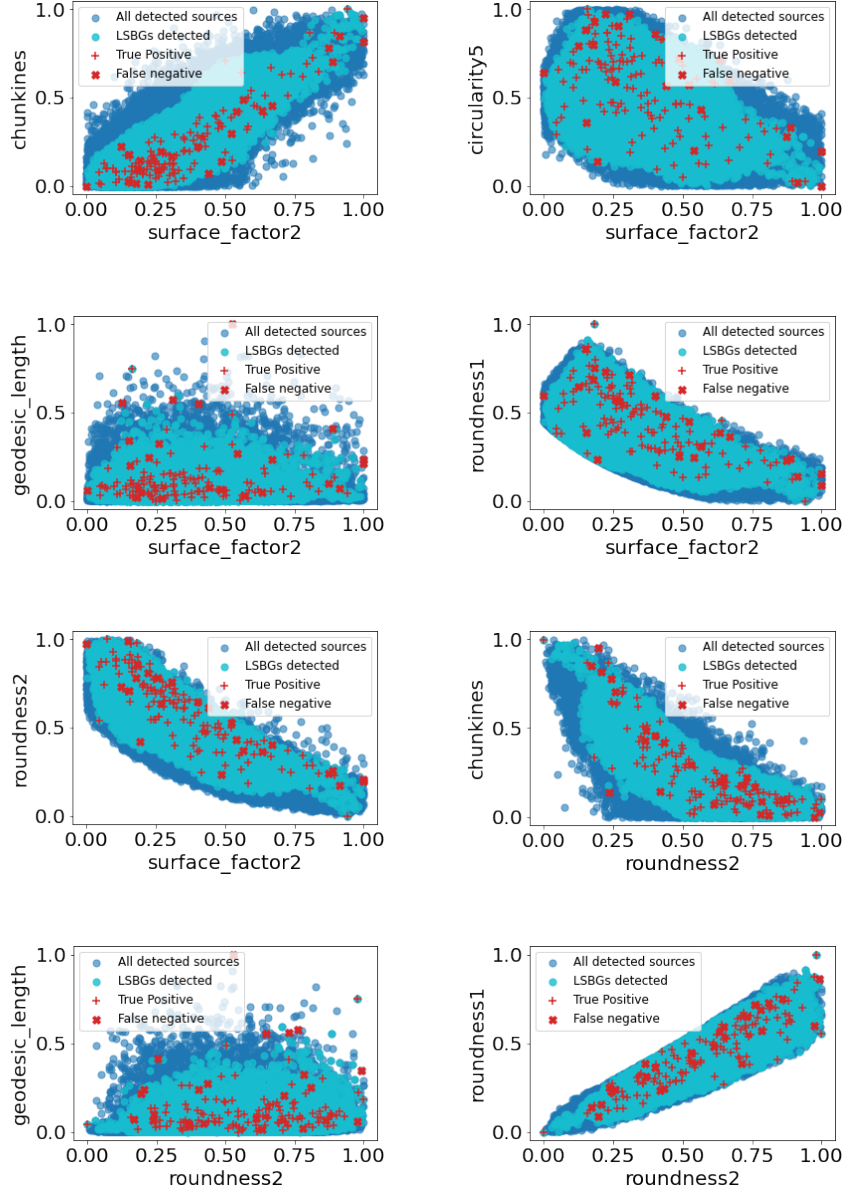 chunkines
1.0
0.5
0.0
All detected sources
LSBGs detected
True Positive
False negative
0.00 0.25 0.50 0.75 1.00
surface_factor2
circularity5
1.0
0.5
0.0
All detected sources
LSBGs detected
True Positive
False negative
0.00 0.25 0.50 0.75 1.00
surface_factor2
geodesic_length
1.0
0.5
0.0
All detected sources
LSBGs detected
True Positive
False negative
0.00 0.25 0.50 0.75 1.00
surface_factor2
roundness1
1.0
0.5
0.0
All detected sources
LSBGs detected
True Positive
False negative
0.00 0.25 0.50 0.75 1.00
surface_factor2
roundness2
1.0
0.5
0.0
All detected sources
LSBGs detected
True Positive
False negative
0.00 0.25 0.50 0.75 1.00
surface_factor2
chunkines
1.0
0.5
0.0
All detected sources
LSBGs detected
True Positive
False negative
0.00 0.25 0.50 0.75 1.00
roundness2
geodesic_length
1.0
0.5
0.0
All detected sources
LSBGs detected
True Positive
False negative
0.00 0.25 0.50 0.75 1.00
roundness2
roundness1
1.0
0.5
0.0
All detected sources
LSBGs detected
True Positive
False negative
0.00 0.25 0.50 0.75 1.00
roundness2